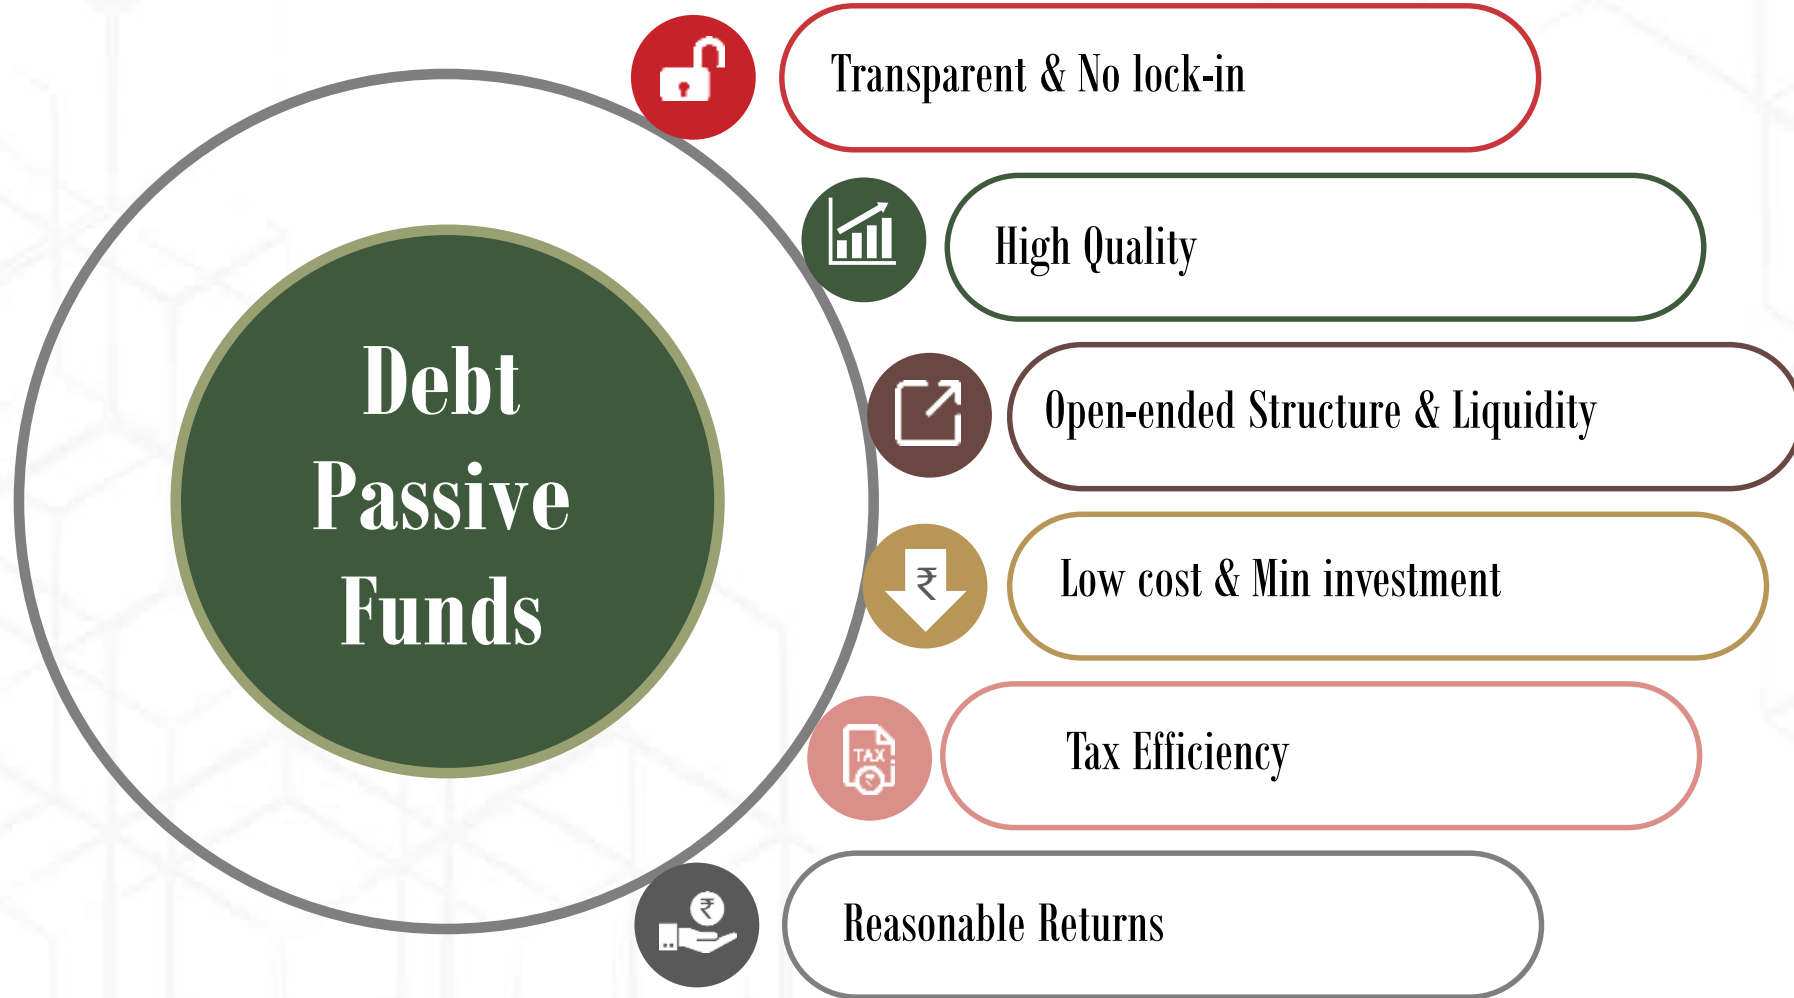 Transparent & No lock-in
High Quality
Debt
Passive
Funds
Open-ended Structure & Liquidity
₹
Low cost & Min investment
TAX
₹
Tax Efficiency
₹
Reasonable Returns